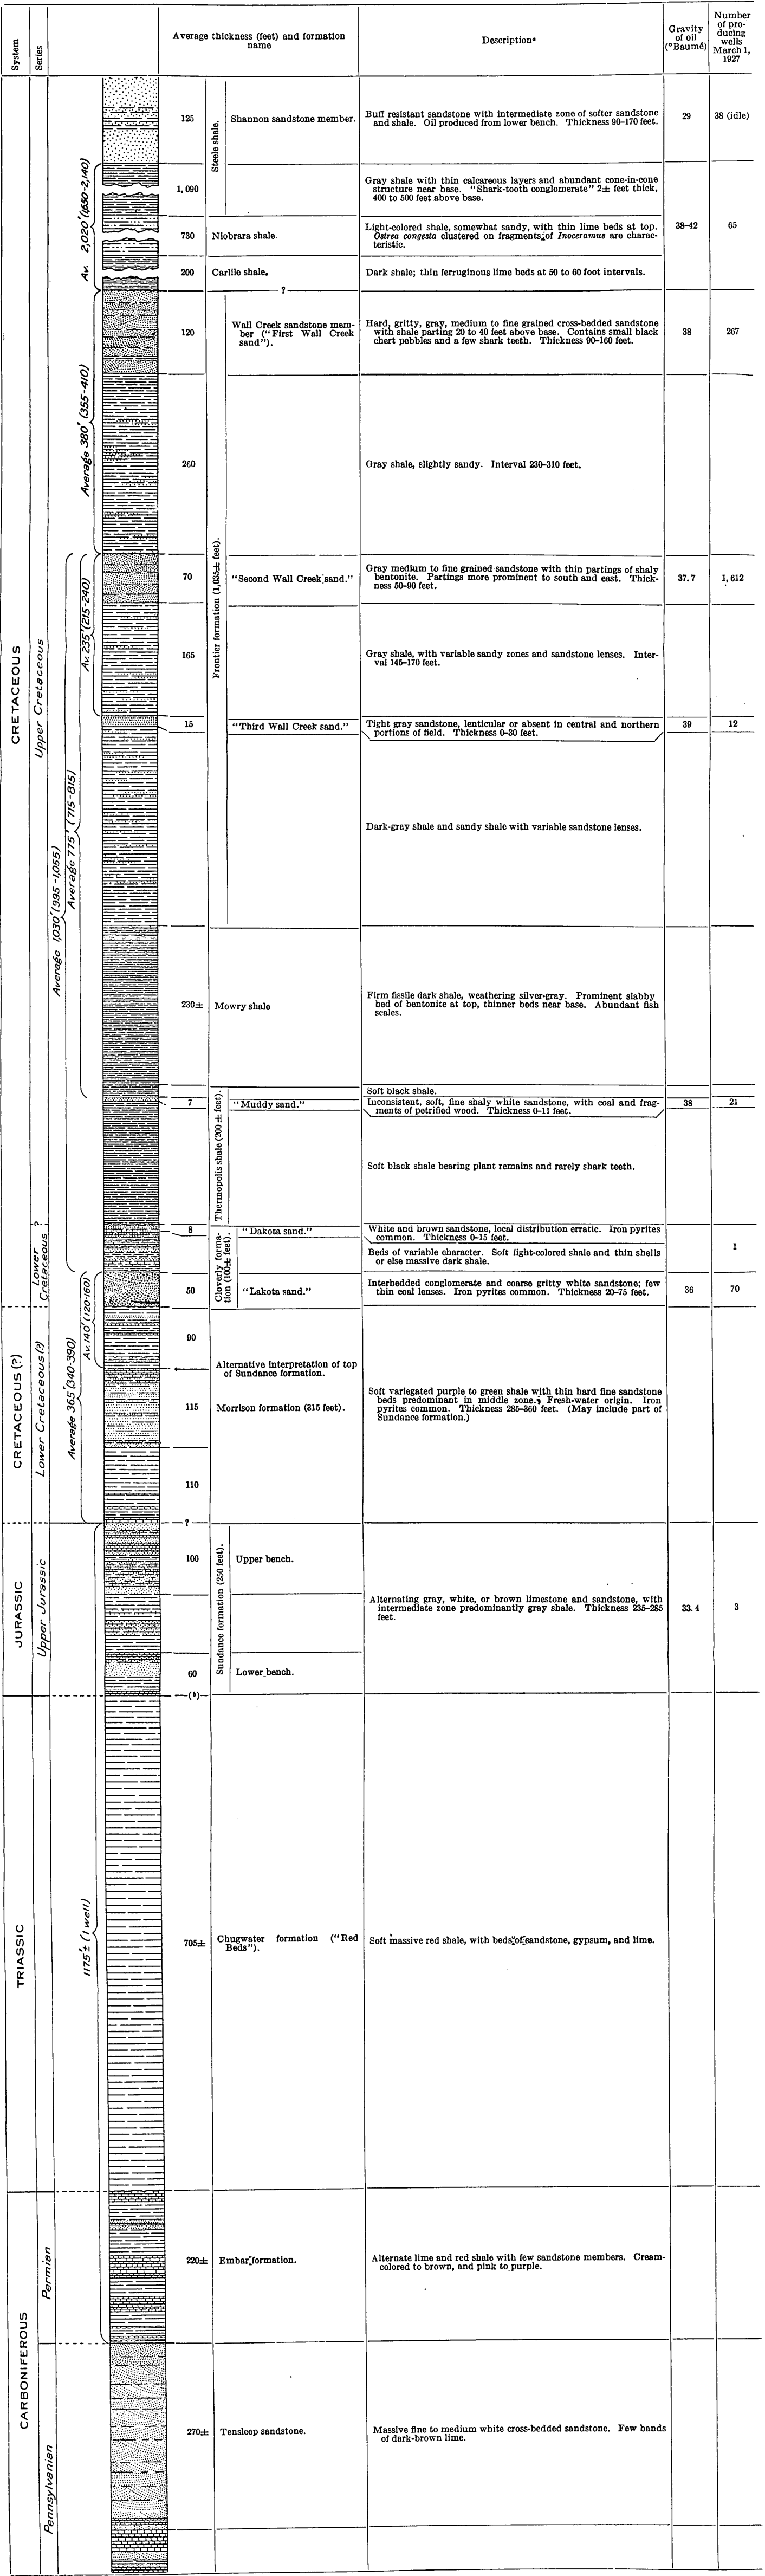 System
Series
Average thickness (feet) and formation
name
Descriptionª
Gravity
of oil
(°Baumé)
Number
of pro-
ducing
wells
March 1,
1927
CRETACEOUS
Upper Cretaceous
Av. 2,020' (1,650-2,140)
125
Steele shale.
Shannon sandstone member.
Buff resistant sandstone with intermediate zone of softer sandstone
and shale. Oil produced from lower bench. Thickness 90-170 feet.
29
38 (idle)
1,090
Gray shale with thin calcareous layers and abundant cone-in-cone
structure near base. "Shark-tooth conglomerate" 2± feet thick,
400 to 500 feet above base.
38-42
65
730
Niobrara shale.
Light-colored shale, somewhat sandy, with thin lime beds at top.
Ostrea congesta clustered on fragments of Inoceramus are charac-
teristic.
200
Carlile shale.
Dark shale; thin ferruginous lime beds at 50 to 60 foot intervals.
?
Average 380' (355-410)
Frontier formation (1,035± feet).
120
Wall Creek sandstone mem-
ber ("First Wall Creek
sand").
Hard, gritty, gray, medium to fine grained cross-bedded sandstone
with shale parting 20 to 40 feet above base. Contains small black
chert pebbles and a few shark teeth. Thickness 90-160 feet.
38
267
260
Gray shale, slightly sandy. Interval 230-310 feet.
Average 1,030' (995-1,055)
Average 775' (715-815)
Av. 235' (215-240)
70
"Second Wall Creek sand."
Gray medium to fine grained sandstone with thin partings of shaly
bentonite. Partings more prominent to south and east. Thick-
ness 50-90 feet.
37.7
1,612
165
Gray shale, with variable sandy zones and sandstone lenses. Inter-
val 145-170 feet.
15
"Third Wall Creek sand."
Tight gray sandstone, lenticular or absent in central and northern
portions of field. Thickness 0-30 feet.
39
12
Dark-gray shale and sandy shale with variable sandstone lenses.
230±
Mowry shale
Firm fissile dark shale, weathering silver-gray. Prominent slabby
bed of bentonite at top, thinner beds near base. Abundant fish
scales.
Thermopolis shale (200 ± feet).
Soft black shale.
7
"Muddy sand."
Inconsistent, soft, fine shaly white sandstone, with coal and frag-
ments of petrified wood. Thickness 0-11 feet.
38
21
Soft black shale bearing plant remains and rarely shark teeth.
?
Lower
Cretaceous
Cloverly forma-
tion (100± feet).
8
"Dakota sand."
White and brown sandstone, local distribution erratic. Iron pyrites
common. Thickness 0-15 feet.
1
Beds of variable character. Soft light-colored shale and thin shells
or else massive dark shale.
50
"Lakota sand."
Interbedded conglomerate and coarse gritty white sandstone; few
thin coal lenses. Iron pyrites common. Thickness 20-75 feet.
36
70
CRETACEOUS (?)
Lower Cretaceous(?)
Average 365' (340-390)
Av. 140' (120-160)
90
Alternative interpretation of top
of Sundance formation.
115
Morrison formation (315 feet).
Soft variegated purple to green shale with thin hard fine sandstone
beds predominant in middle zone. Fresh-water origin. Iron
pyrites common. Thickness 285-360 feet. (May include part of
Sundance formation.)
110
?
JURASSIC
Upper Jurassic
Sundance formation (250 feet).
100
Upper bench.
Alternating gray, white, or brown limestone and sandstone, with
intermediate zone predominantly gray shale. Thickness 235-285
feet.
33.4
3
60
Lower bench.
(b)
TRIASSIC
1175'± (1 well)
705±
Chugwater formation ("Red
Beds").
Soft massive red shale, with beds of sandstone, gypsum, and lime.
CARBONIFEROUS
Permian
220±
Embar formation.
Alternate lime and red shale with few sandstone members. Cream-
colored to brown, and pink to purple.
Pennsylvanian
270±
Tensleep sandstone.
Massive fine to medium white cross-bedded sandstone. Few bands
of dark-brown lime.